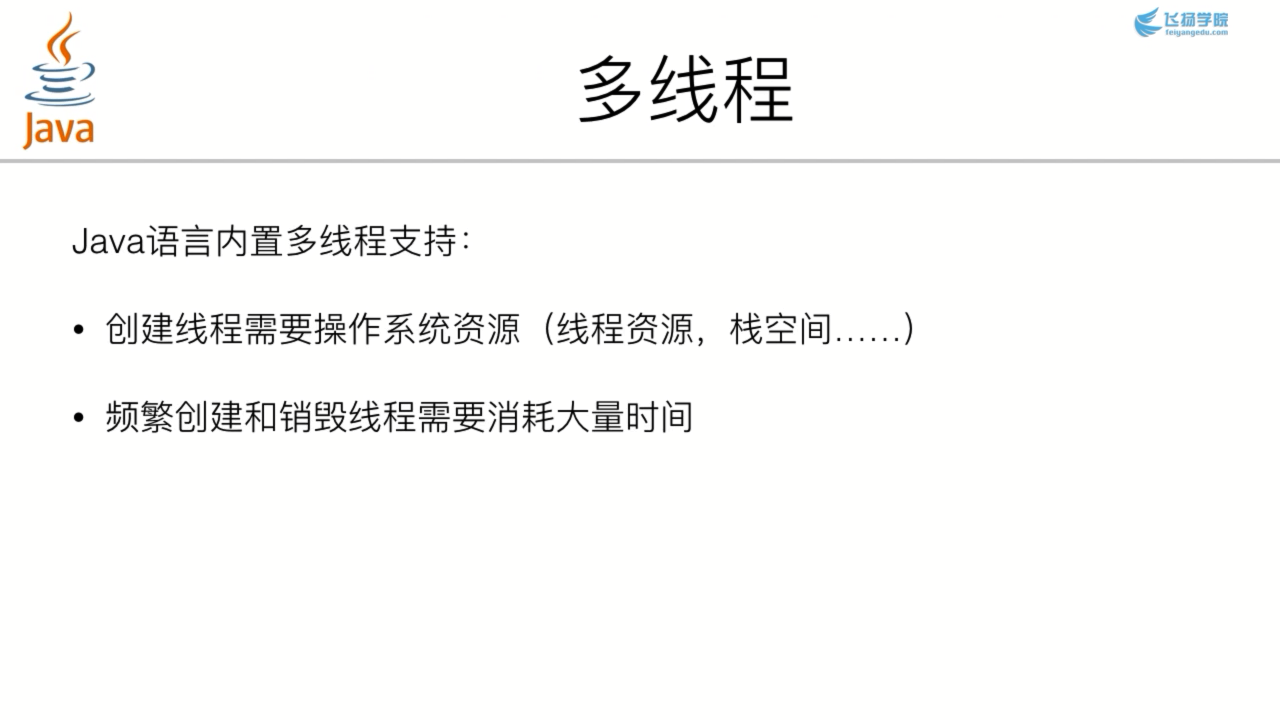 飞扬学院
feiyangedu.com
Java
多线程
Java语言内置多线程支持：
• 创建线程需要操作系统资源（线程资源，栈空间……）
• 频繁创建和销毁线程需要消耗大量时间